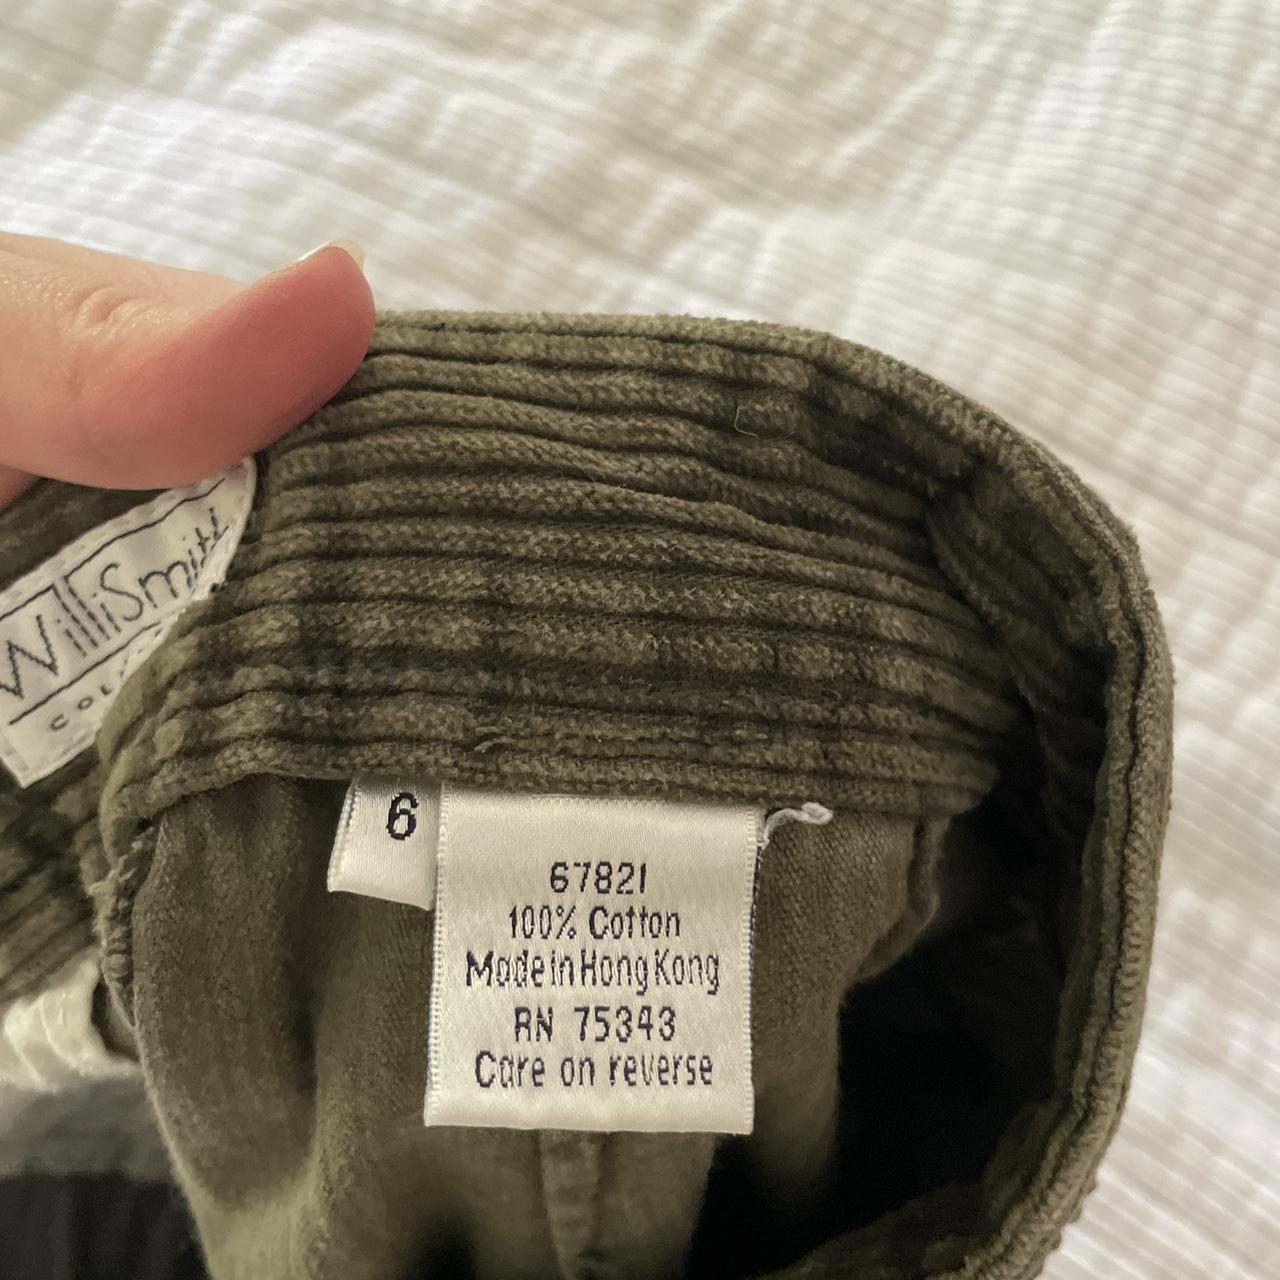 WilliSmith
6
67821
100% Cotton
Made in Hong Kong
RN 75343
Care on reverse